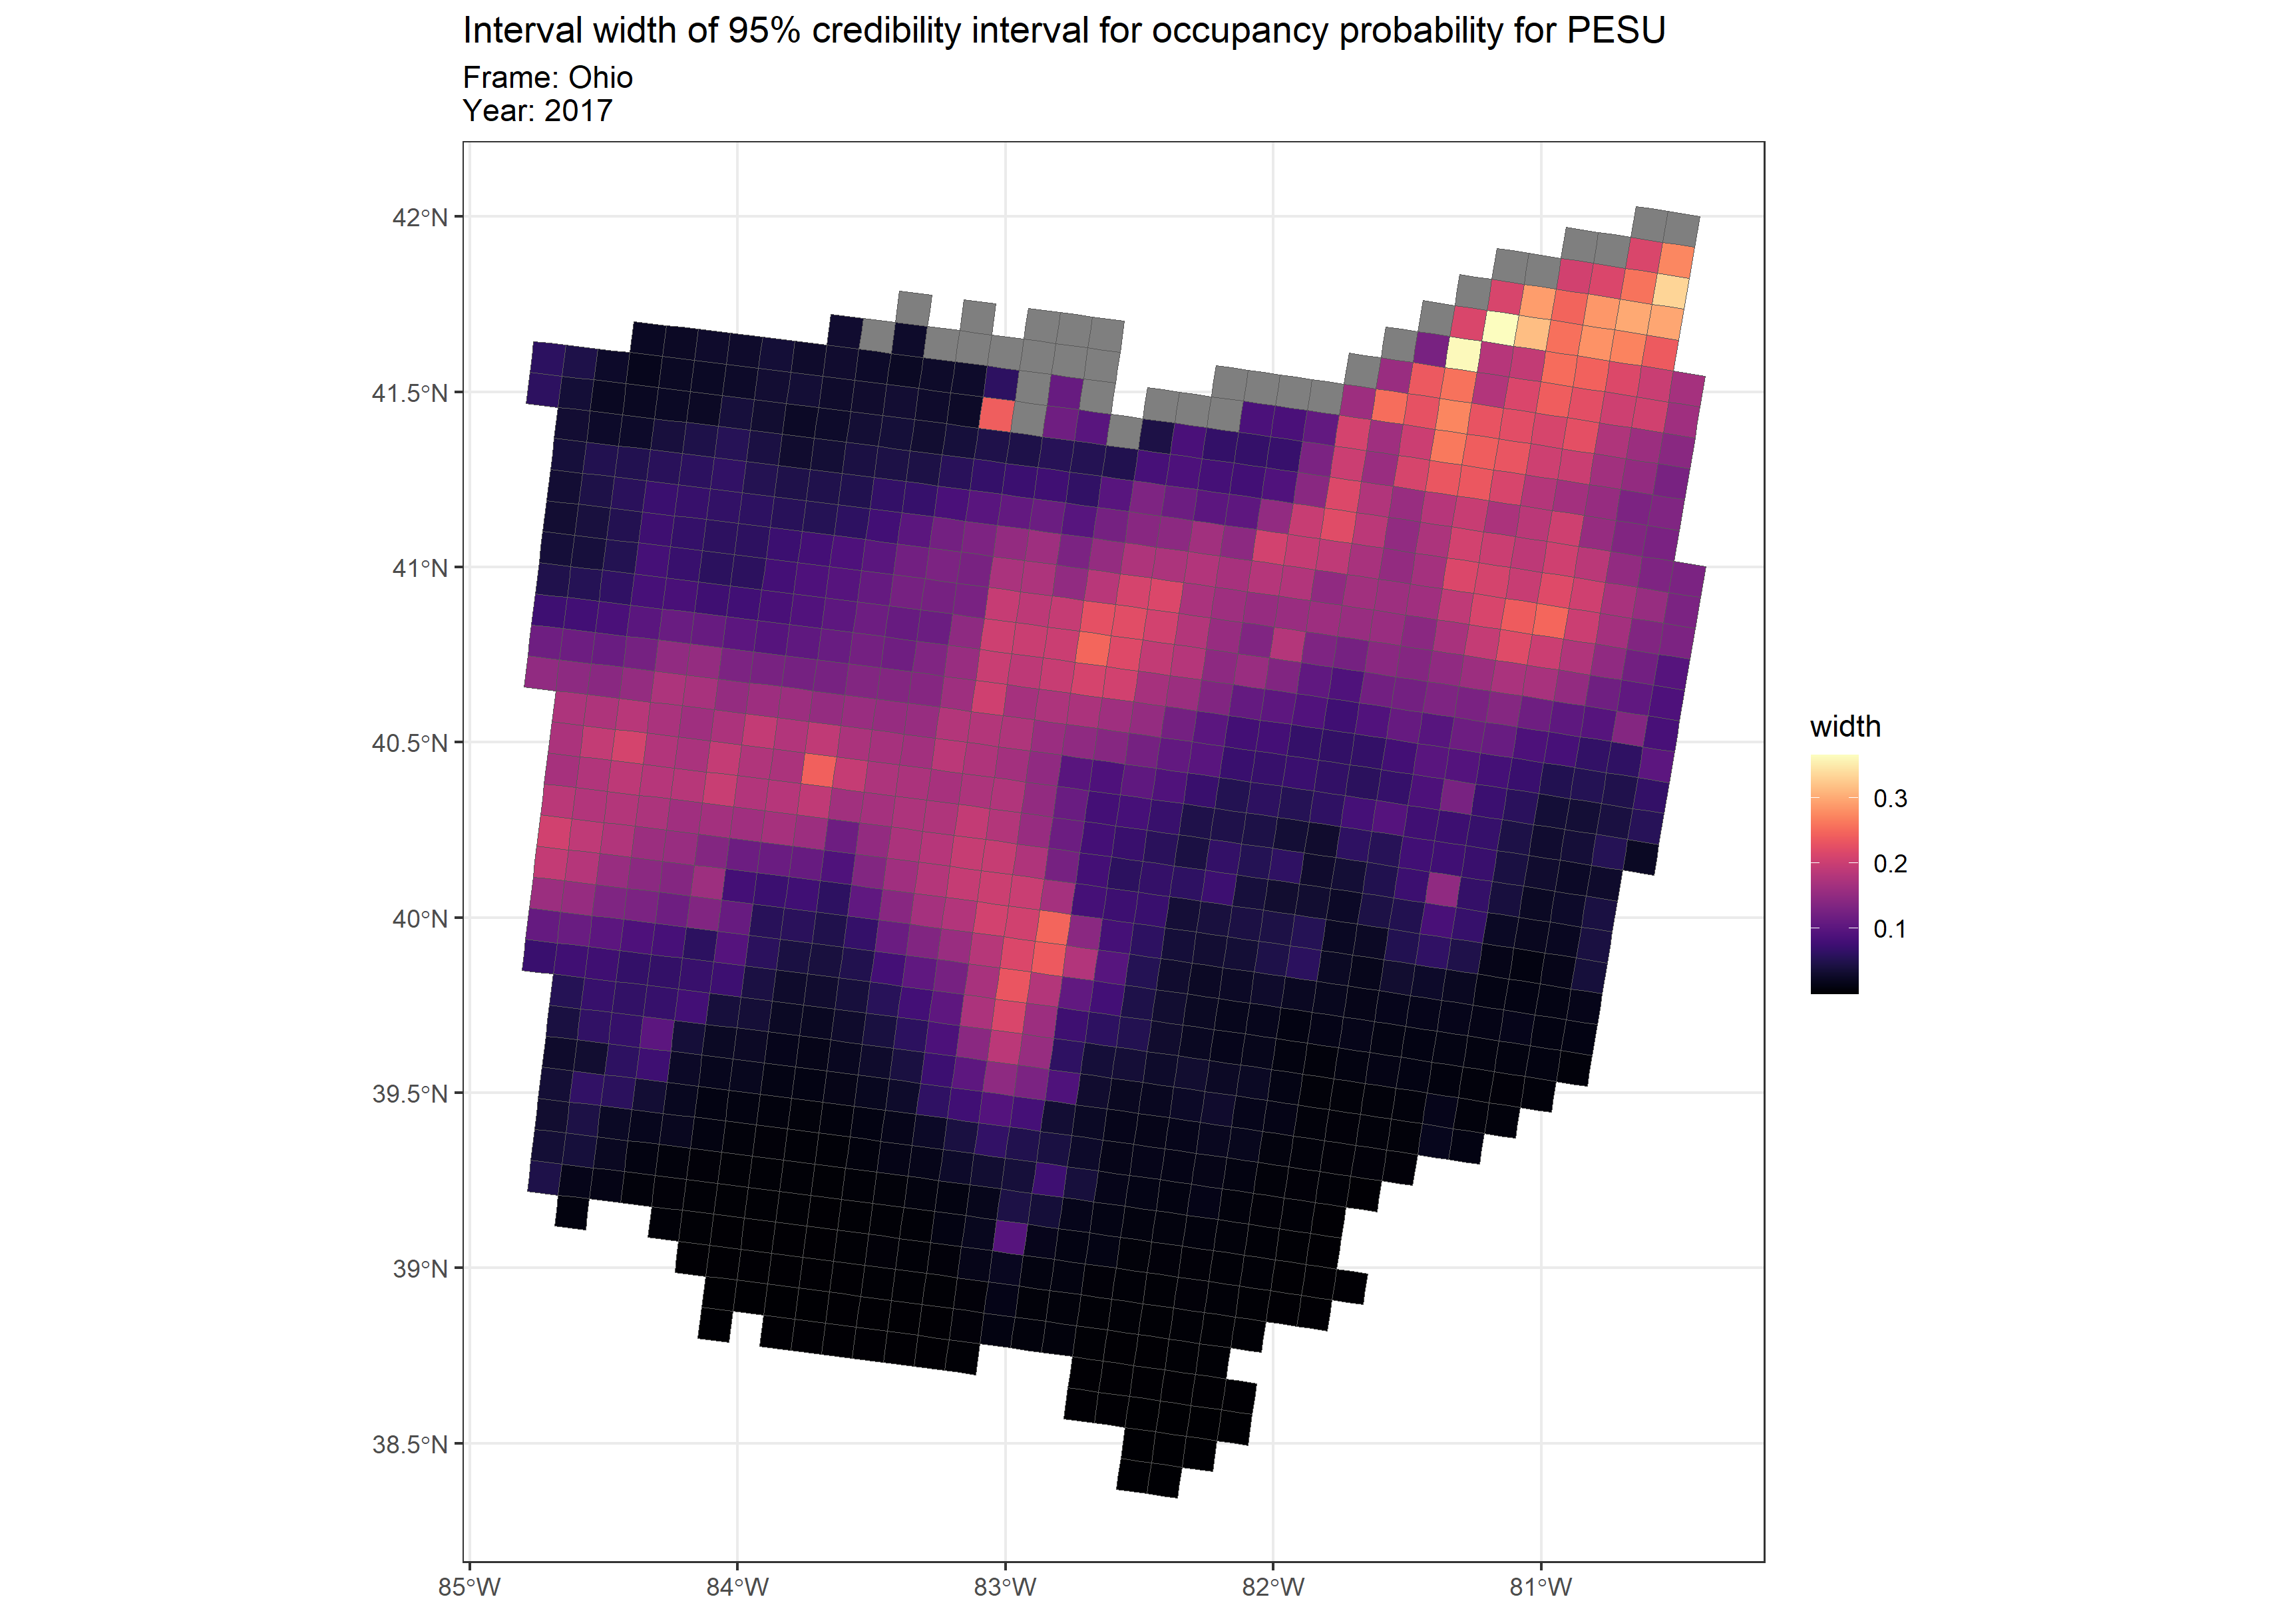 Interval width of 95% credibility interval for occupancy probability for PESU
Frame: Ohio
Year: 2017
42°N
41.5°N
41°N
40.5°N
40°N
39.5°N
39°N
38.5°N
85°W
84°W
83°W
82°W
81°W
width
0.3
0.2
0.1